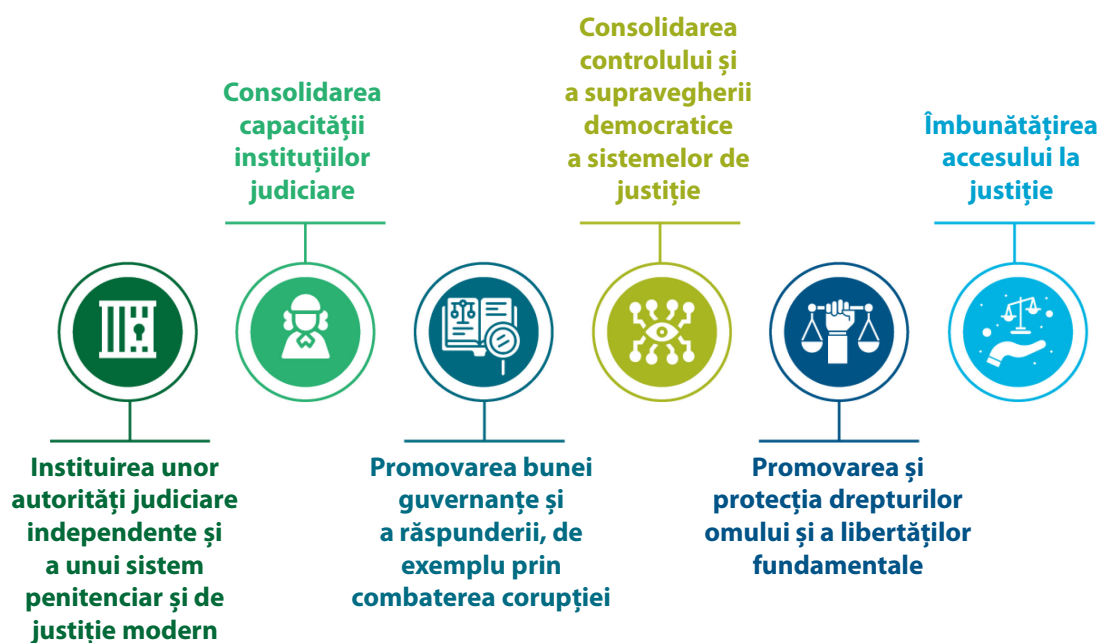 Instituirea unor
autorități judiciare
independente și
a unui sistem
penitenciar și de
justiție modern
Consolidarea
capacității
instituțiilor
judiciare
Promovarea bunei
guvernanțe și
a răspunderii, de
exemplu prin
combaterea corupției
Consolidarea
controlului și
a supravegherii
democratice
a sistemelor de
justiție
Promovarea și
protecția drepturilor
omului și a libertăților
fundamentale
Îmbunătățirea
accesului la
justiție